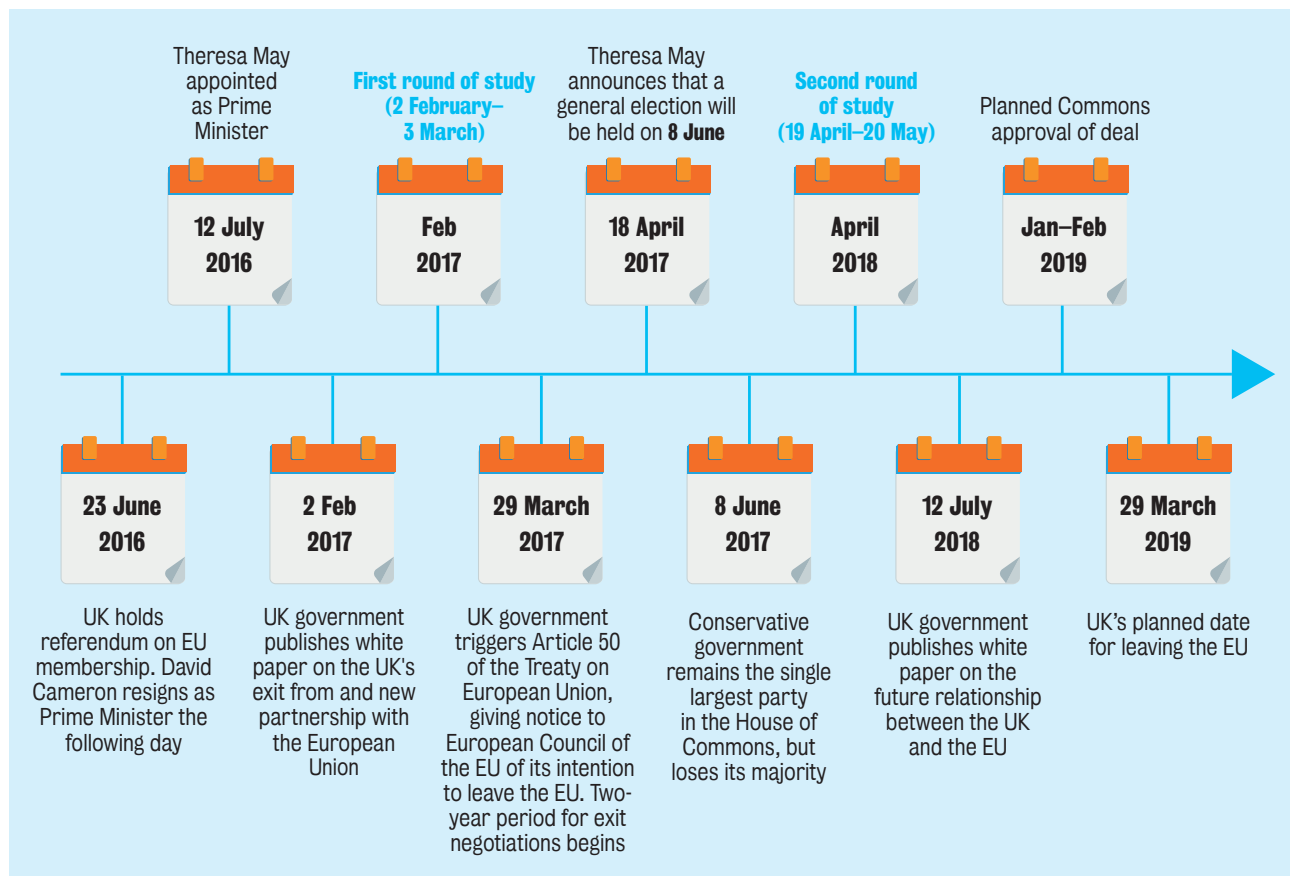 Theresa May
appointed
as Prime
Minister
12 July
2016
First round of study
(2 February–
3 March)
Feb
2017
Theresa May
announces that a
general election will
be held on 8 June
18 April
2017
Second round
of study
(19 April–20 May)
April
2018
Planned Commons
approval of deal
Jan–Feb
2019
23 June
2016
UK holds
referendum on EU
membership. David
Cameron resigns as
Prime Minister the
following day
2 Feb
2017
UK government
publishes white
paper on the UK's
exit from and new
partnership with
the European
Union
29 March
2017
UK government
triggers Article 50
of the Treaty on
European Union,
giving notice to
European Council of
the EU of its intention
to leave the EU. Two-
year period for exit
negotiations begins
8 June
2017
Conservative
government
remains the single
largest party
in the House of
Commons, but
loses its majority
12 July
2018
UK government
publishes white
paper on the
future relationship
between the UK
and the EU
29 March
2019
UK’s planned date
for leaving the EU